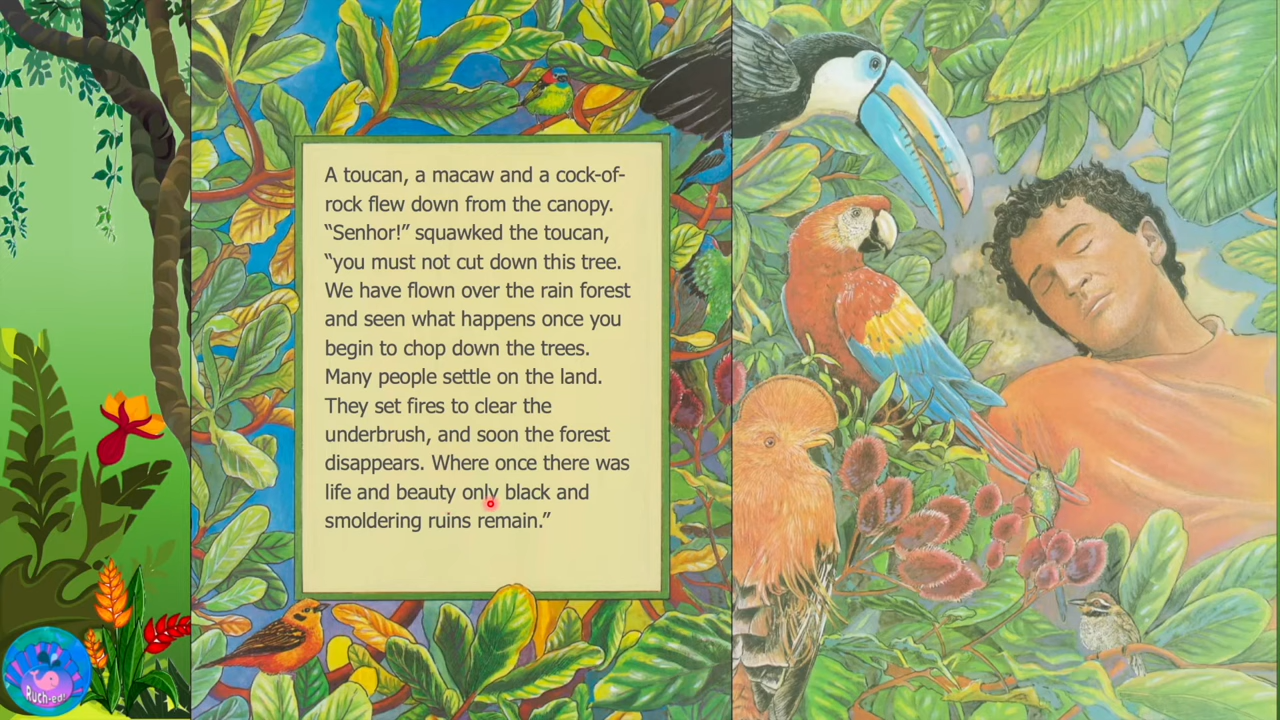 A toucan, a macaw and a cock-of-
rock flew down from the canopy.
“Senhor!” squawked the toucan,
“you must not cut down this tree.
We have flown over the rain forest
and seen what happens once you
begin to chop down the trees.
Many people settle on the land.
They set fires to clear the
underbrush, and soon the forest
disappears. Where once there was
life and beauty only black and
smoldering ruins remain.”
Ruch-ed!